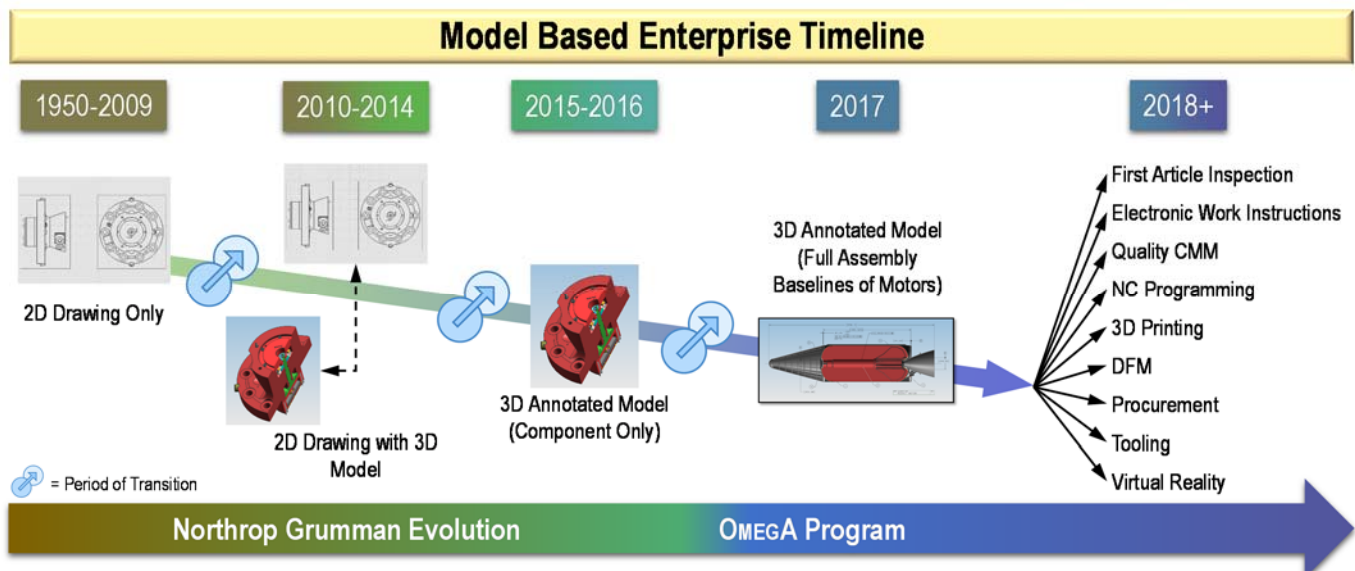 Model Based Enterprise Timeline
1950-2009
2010-2014
2015-2016
2017
2018+
2D Drawing Only
2D Drawing with 3D
Model
3D Annotated Model
(Component Only)
3D Annotated Model
(Full Assembly
Baselines of Motors)
First Article Inspection
Electronic Work Instructions
Quality CMM
NC Programming
3D Printing
DFM
Procurement
Tooling
Virtual Reality
= Period of Transition
Northrop Grumman Evolution
OMEGA Program